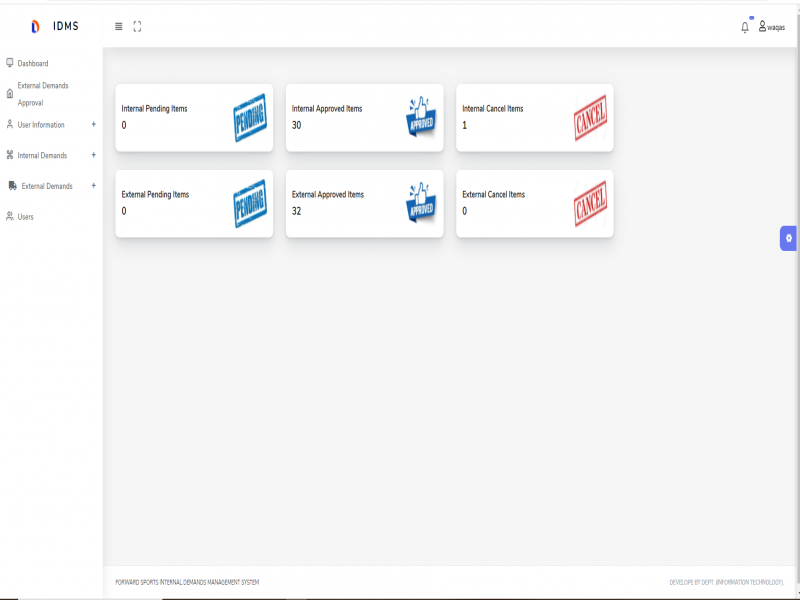 IDMS
waqas
Dashboard
External Demands
Approval
User Information +
Internal Demands +
External Demands +
Users
Internal Pending Items
0
PENDING
Internal Approved Items
30
APPROVED
Internal Cancel Items
1
CANCEL
External Pending Items
0
PENDING
External Approved Items
32
APPROVED
External Cancel Items
0
CANCEL
FORWARD SPORTS INTERNAL DEMANDS MANAGEMENT SYSTEM
DEVELOPE BY DEPT. (INFORMATION TECHNOLOGY).